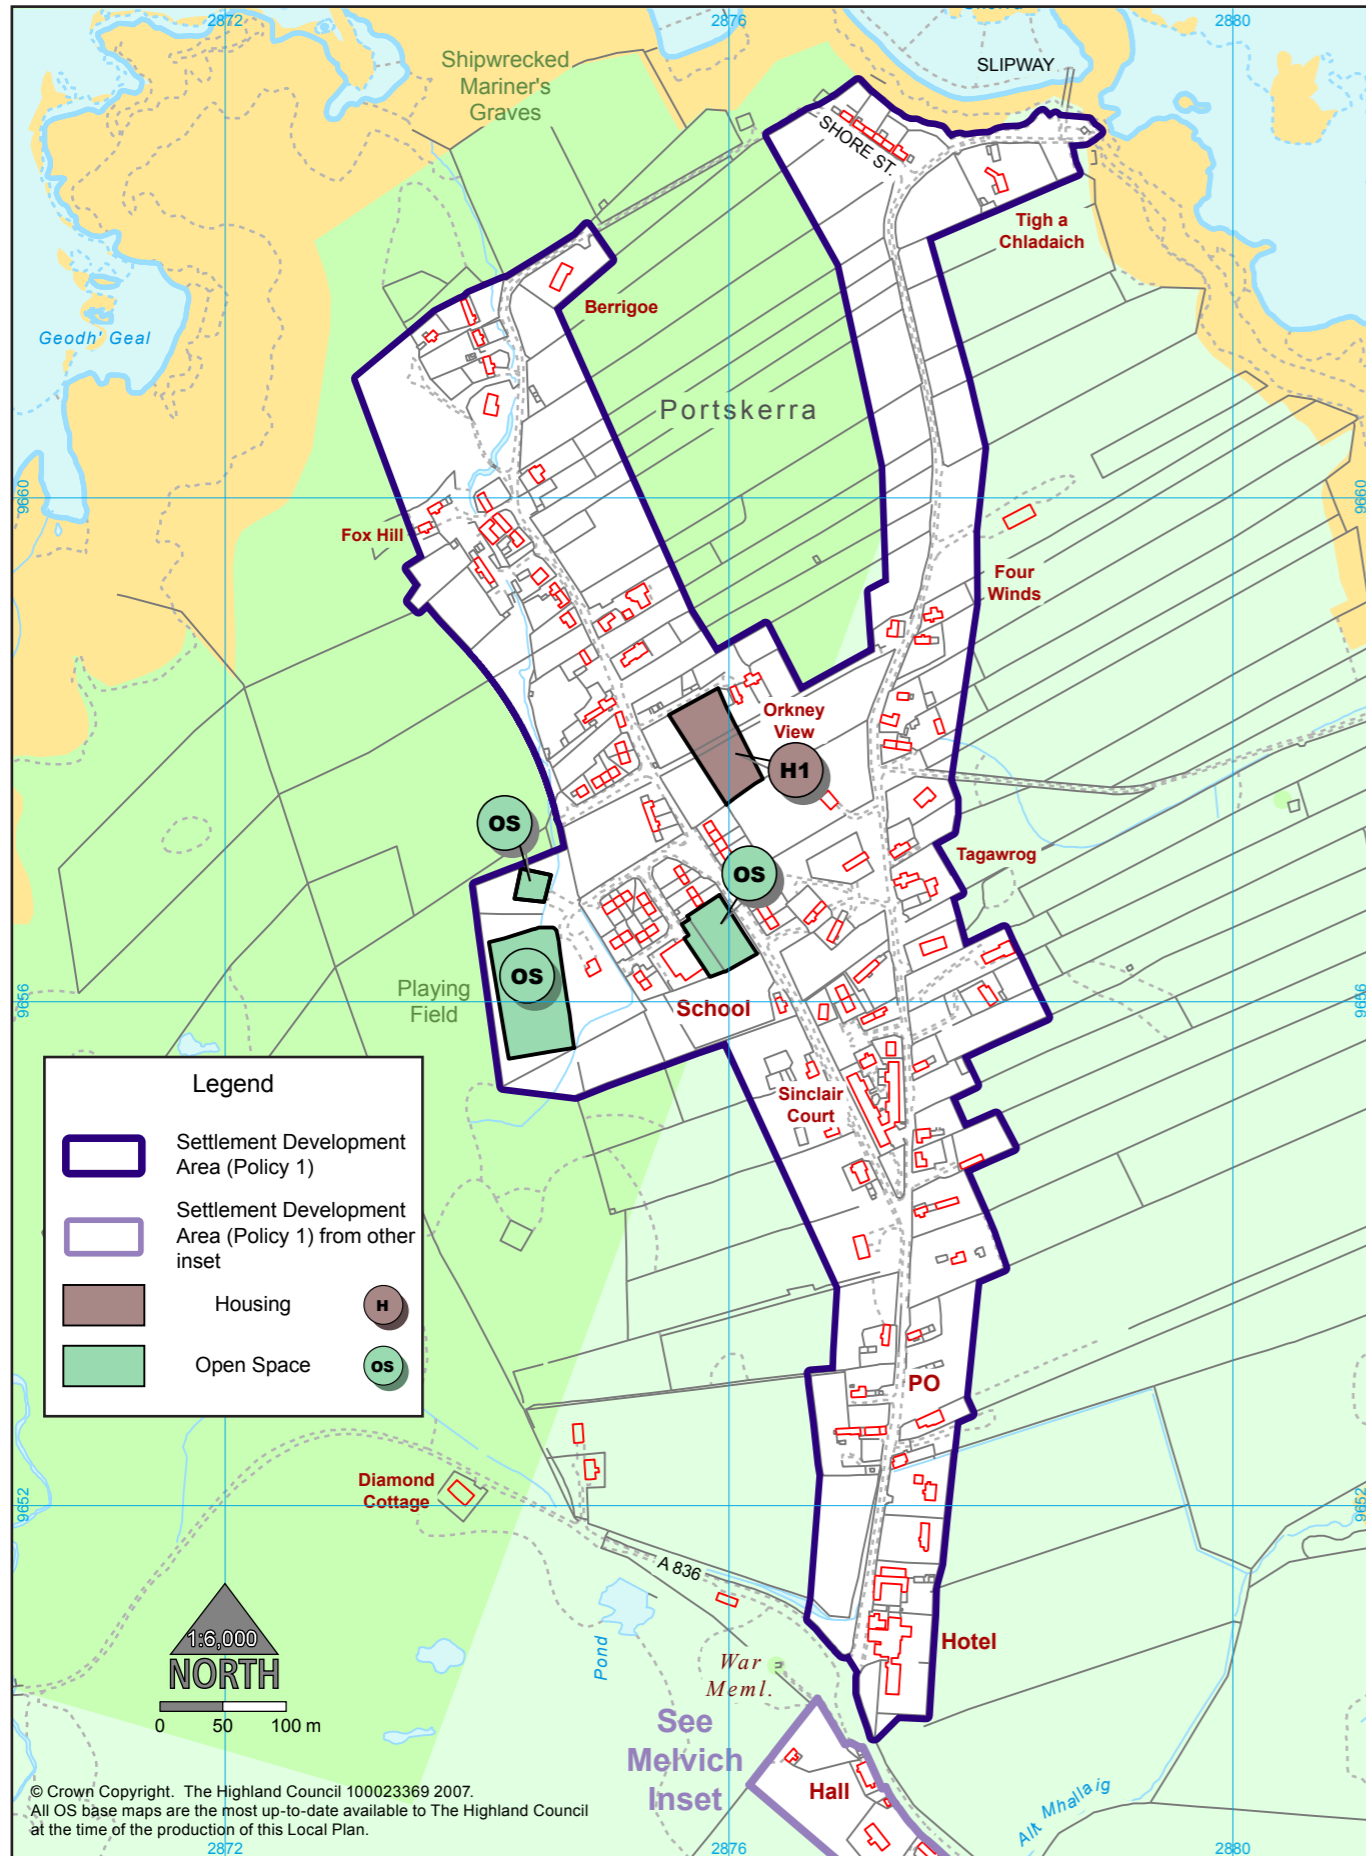 2872
2876
2880
Shipwrecked
Mariner's
Graves
SLIPWAY
SHORE ST.
Tigh a
Chladaich
Berrigoe
Geodh' Geal
Portskerra
9660
9660
Fox Hill
Four
Winds
Orkney
View
H1
OS
Tagawrog
OS
OS
Playing
Field
School
9656
9656
Sinclair
Court
Legend
Settlement Development
Area (Policy 1)
Settlement Development
Area (Policy 1) from other
inset
Housing
H
Open Space
OS
PO
Diamond
Cottage
9652
9652
A 836
Pond
1:6,000
NORTH
0 50 100 m
Hotel
War
Meml.
See
Melvich
Inset
Hall
Allt Mhallaig
© Crown Copyright. The Highland Council 100023369 2007.
All OS base maps are the most up-to-date available to The Highland Council
at the time of the production of this Local Plan.
2872
2876
2880